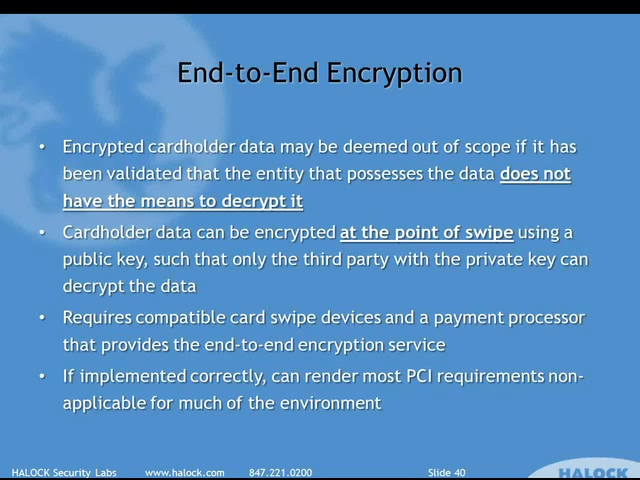 End-to-End Encryption
• Encrypted cardholder data may be deemed out of scope if it has
been validated that the entity that possesses the data does not
have the means to decrypt it
• Cardholder data can be encrypted at the point of swipe using a
public key, such that only the third party with the private key can
decrypt the data
• Requires compatible card swipe devices and a payment processor
that provides the end-to-end encryption service
• If implemented correctly, can render most PCI requirements non-
applicable for much of the environment
HALOCK Security Labs www.halock.com 847.221.0200 Slide 40
HALOCK